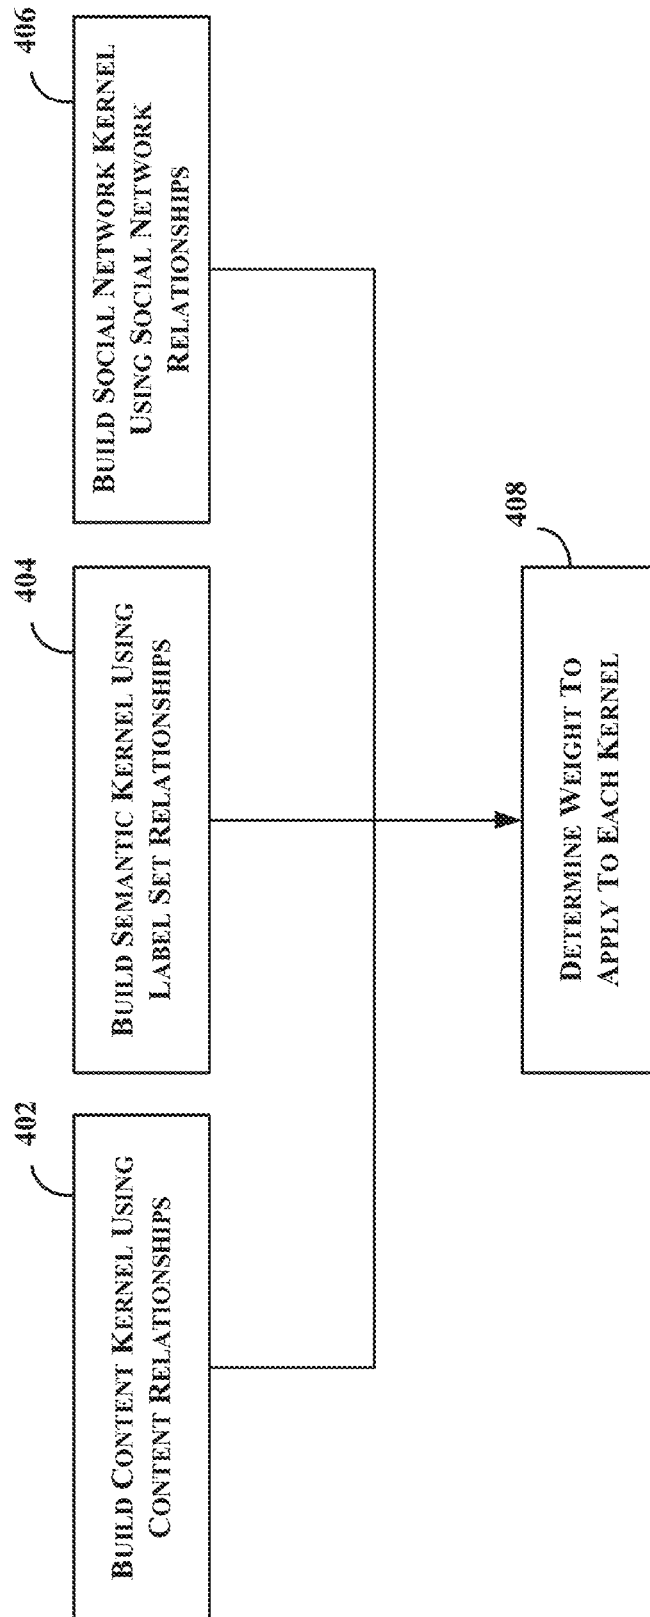 402
BUILD CONTENT KERNEL USING
CONTENT RELATIONSHIPS
404
BUILD SEMANTIC KERNEL USING
LABEL SET RELATIONSHIPS
406
BUILD SOCIAL NETWORK KERNEL
USING SOCIAL NETWORK
RELATIONSHIPS
408
DETERMINE WEIGHT TO
APPLY TO EACH KERNEL